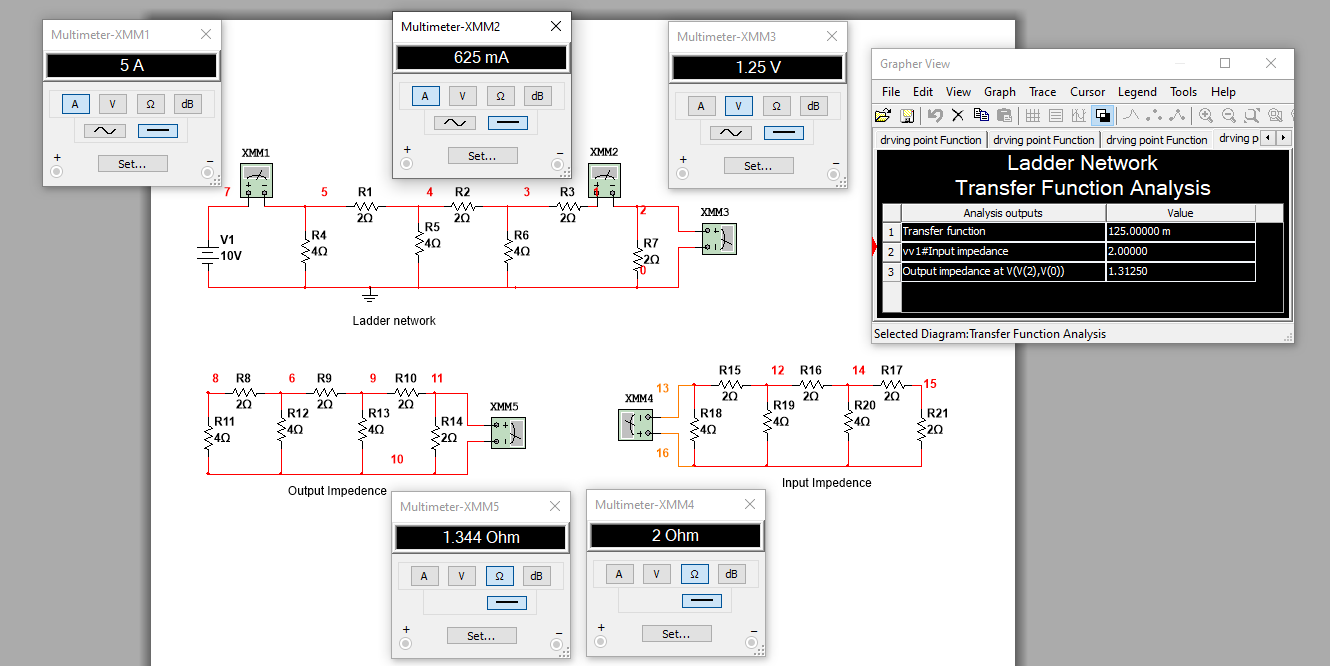 Multimeter-XMM1
5 A
A V Ω dB
+ Set... −
Multimeter-XMM2
625 mA
A V Ω dB
+ Set... −
Multimeter-XMM3
1.25 V
A V Ω dB
+ Set... −
Grapher View
File Edit View Graph Trace Cursor Legend Tools Help
drving point Function drving point Function drving point Function drving p
Ladder Network
Transfer Function Analysis
Analysis outputs Value
1 Transfer function 125.00000 m
2 vv1#Input impedance 2.00000
3 Output impedance at V(V(2),V(0)) 1.31250
Selected Diagram:Transfer Function Analysis
XMM1 XMM2
7 5 R1 4 R2 3 R3 2
2Ω 2Ω 2Ω
XMM3
V1
10V
R4
4Ω
R5
4Ω
R6
4Ω
R7
2Ω
0
Ladder network
8 R8 6 R9 9 R10 11
2Ω 2Ω 2Ω
XMM5
R11
4Ω
R12
4Ω
R13
4Ω
R14
2Ω
10
Output Impedence
R15 12 R16 14 R17 15
2Ω 2Ω 2Ω
13
XMM4
16
R18
4Ω
R19
4Ω
R20
4Ω
R21
2Ω
Input Impedence
Multimeter-XMM5
1.344 Ohm
A V Ω dB
+ Set... −
Multimeter-XMM4
2 Ohm
A V Ω dB
+ Set... −